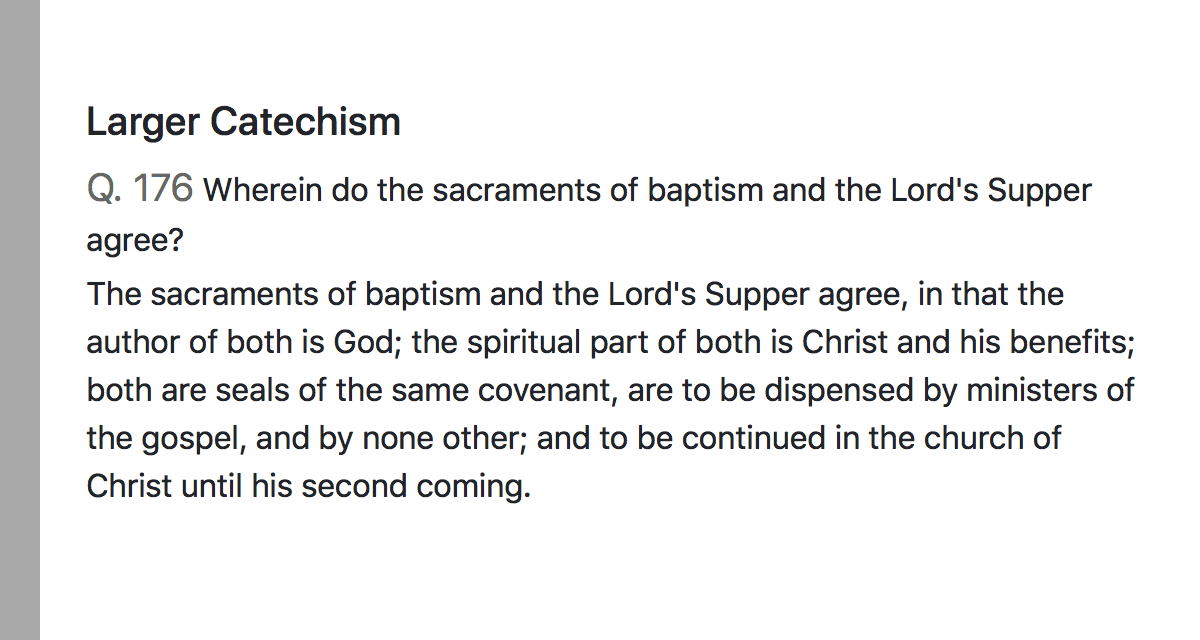 Larger Catechism
Q. 176 Wherein do the sacraments of baptism and the Lord's Supper
agree?
The sacraments of baptism and the Lord's Supper agree, in that the
author of both is God; the spiritual part of both is Christ and his benefits;
both are seals of the same covenant, are to be dispensed by ministers of
the gospel, and by none other; and to be continued in the church of
Christ until his second coming.